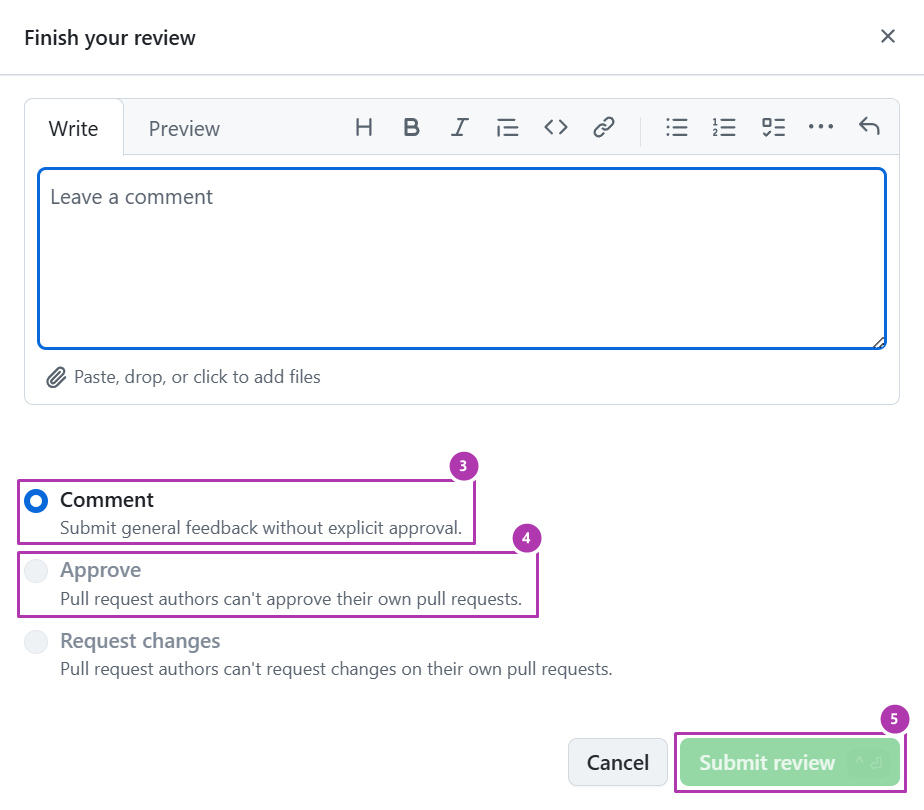 Finish your review
Write Preview
Leave a comment
Paste, drop, or click to add files
3
Comment
Submit general feedback without explicit approval.
4
Approve
Pull request authors can't approve their own pull requests.
Request changes
Pull request authors can't request changes on their own pull requests.
5
Cancel Submit review